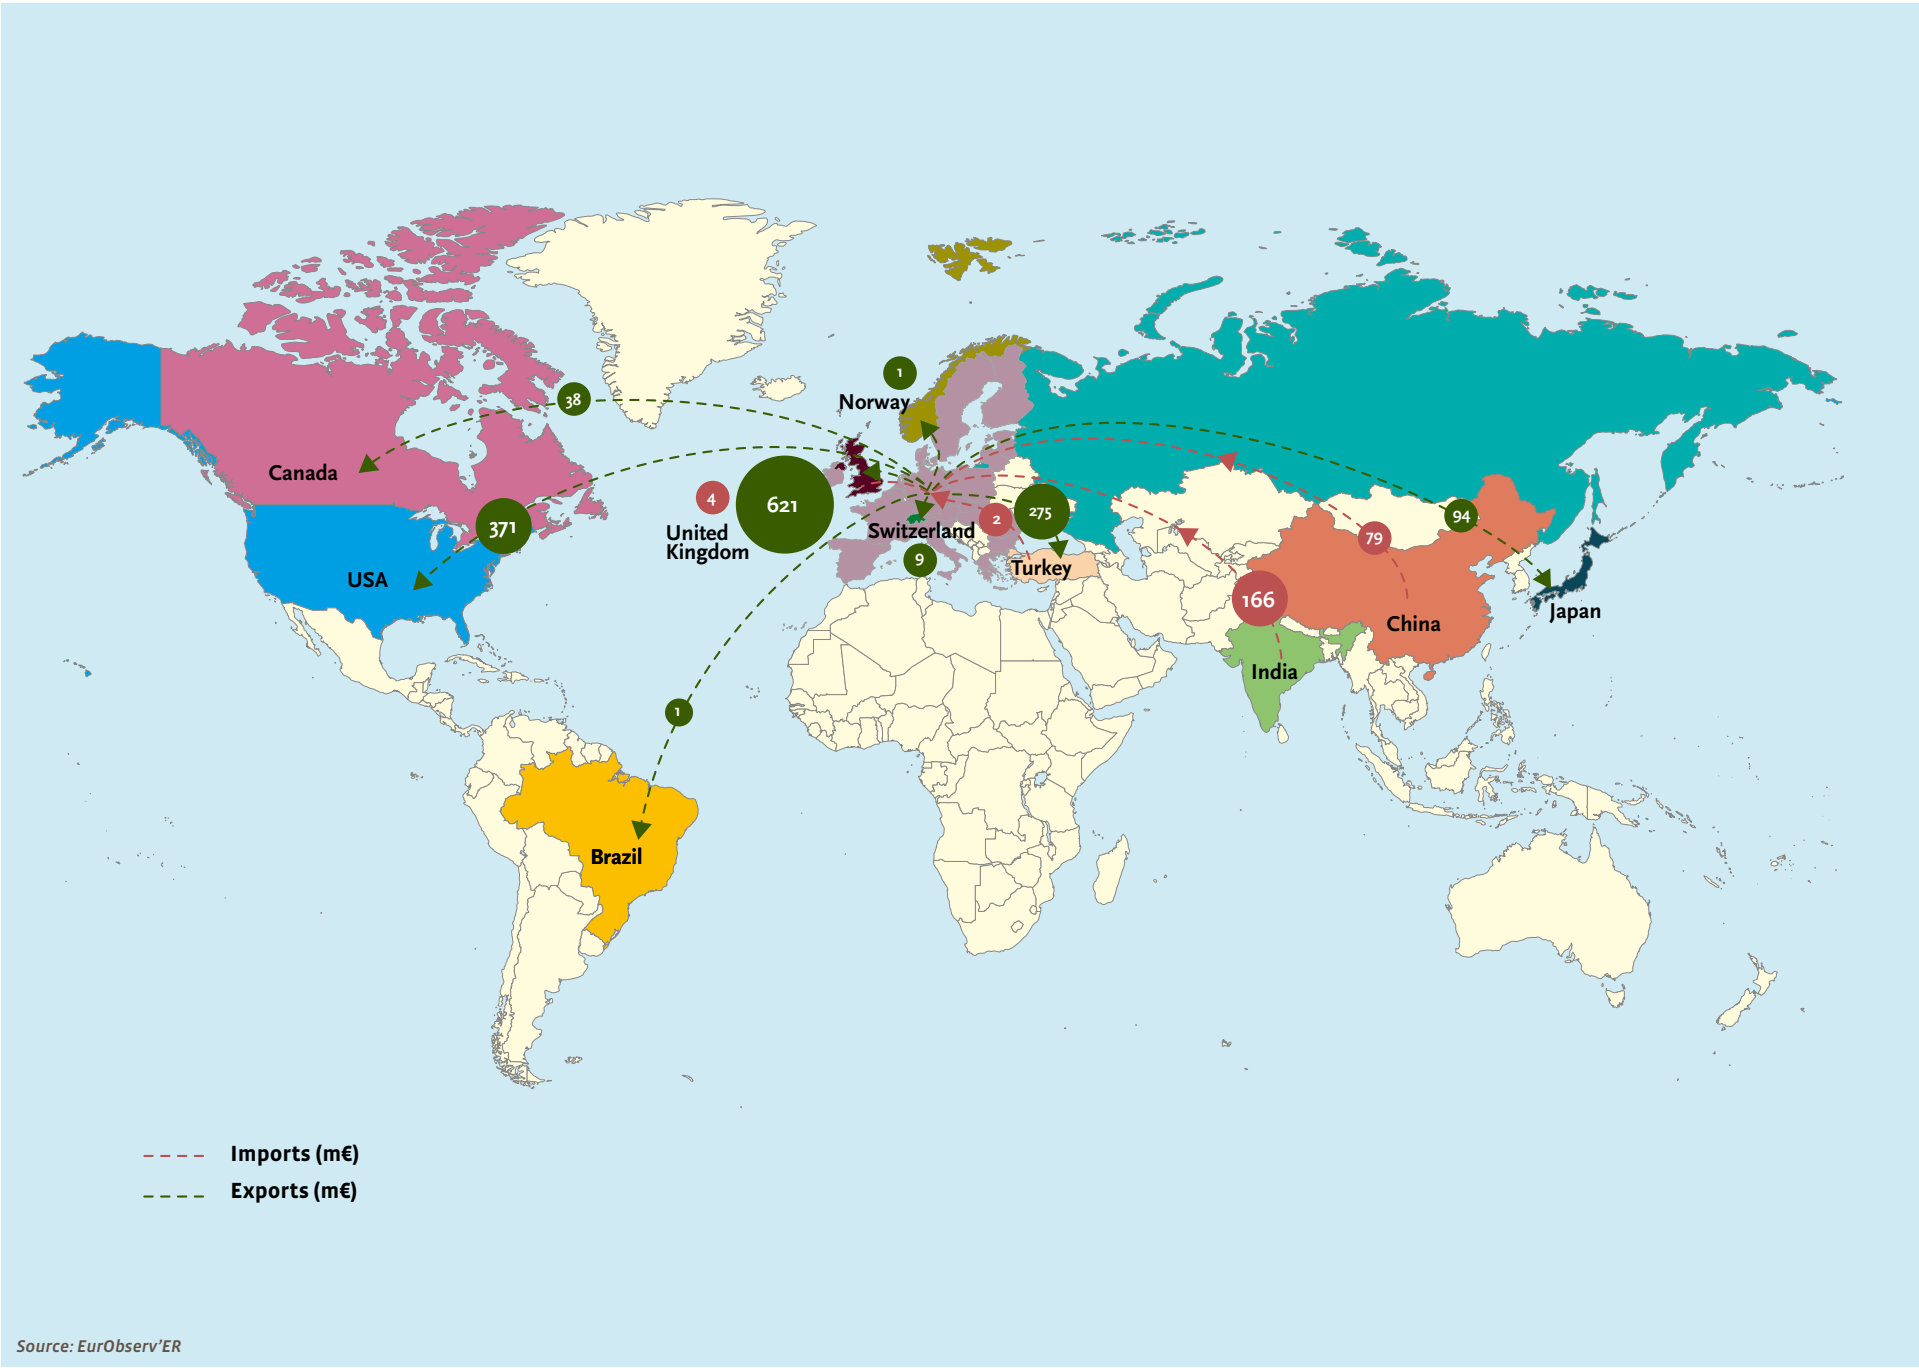 1
Norway
38
Canada
4
621
United
Kingdom
371
USA
Switzerland
9
2
275
Turkey
94
79
166
China
Japan
India
1
Brazil
Imports (m€)
Exports (m€)
Source: EurObserv’ER